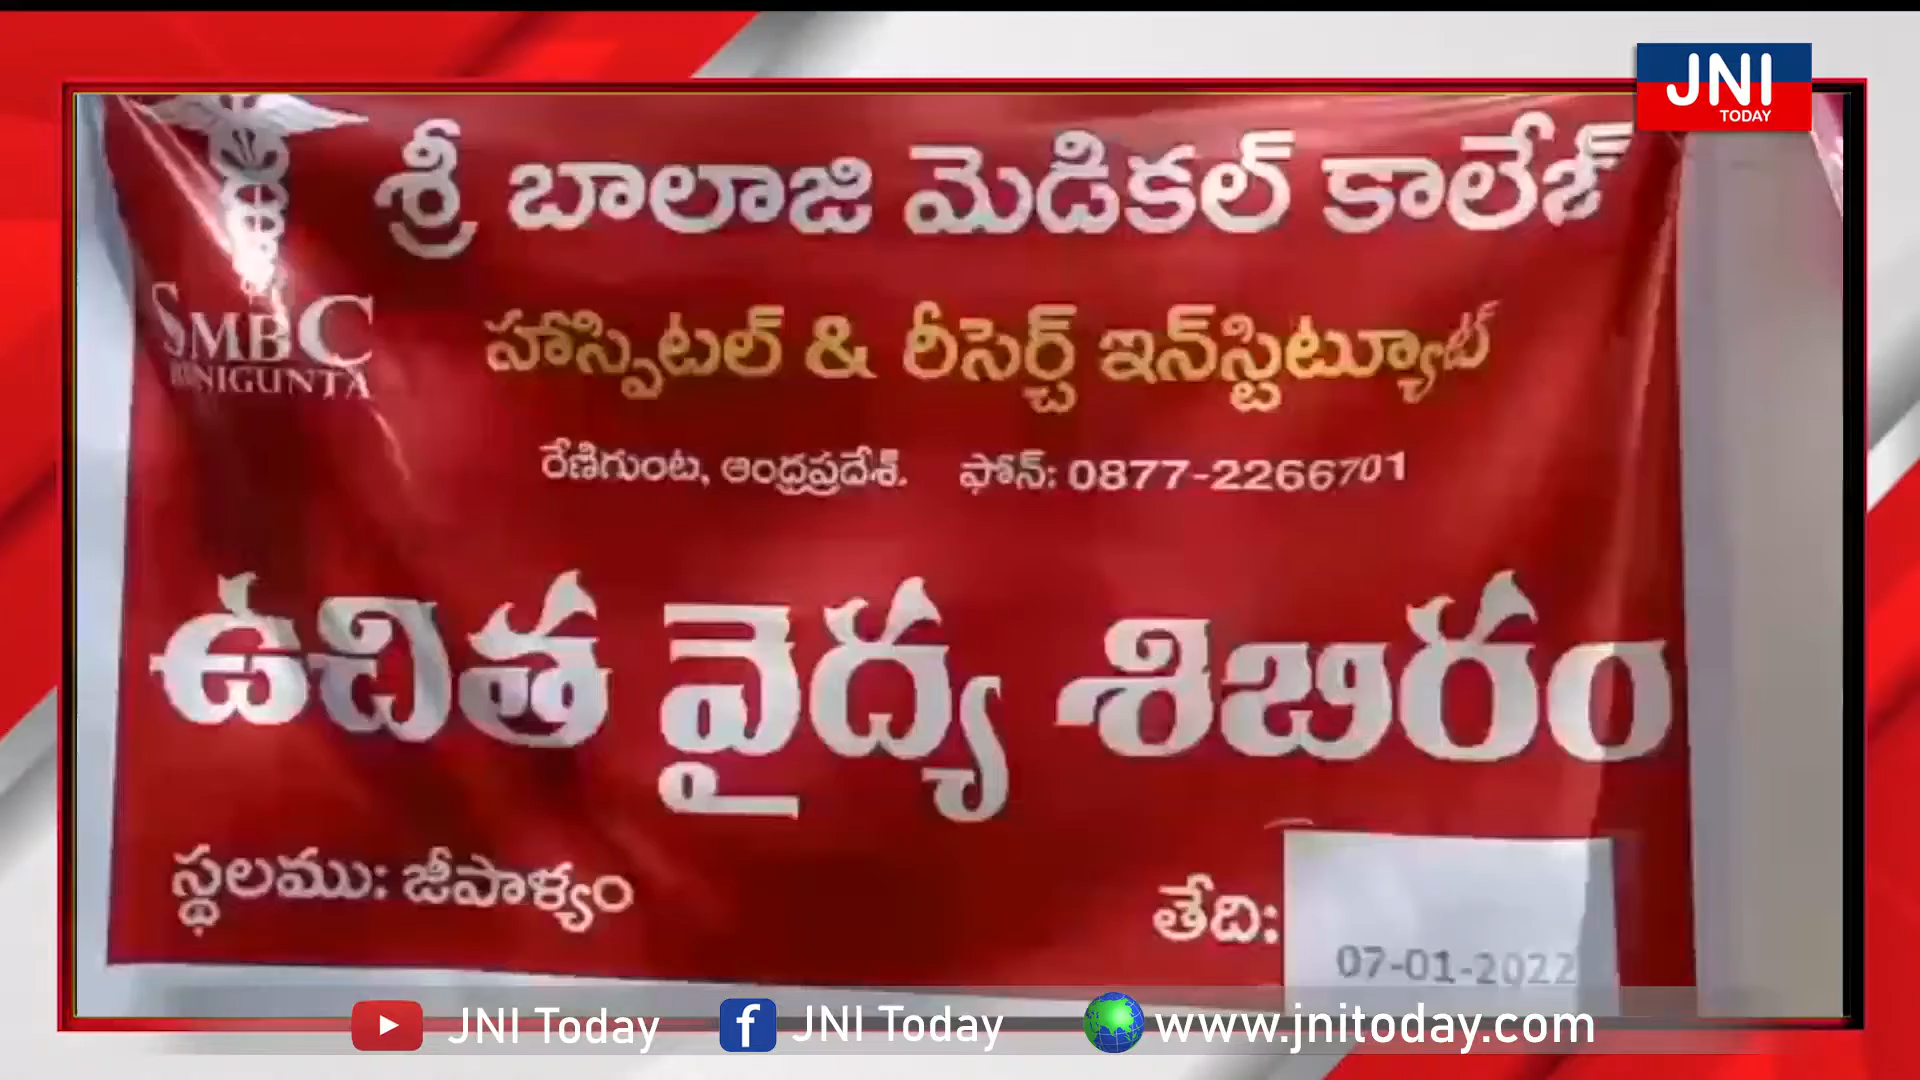 JNI
TODAY
శ్రీ బాలాజి మెడికల్ కాలేజ్
SMBC
RENIGUNTA
హాస్పిటల్ & రీసెర్చ్ ఇన్‌స్టిట్యూట్
రేణిగుంట, ఆంధ్రప్రదేశ్. ఫోన్: 0877-2266701
ఉచిత వైద్య శిబిరం
స్థలము: జీపాళ్యం
తేది: 07-01-2022
JNI Today JNI Today www.jnitoday.com